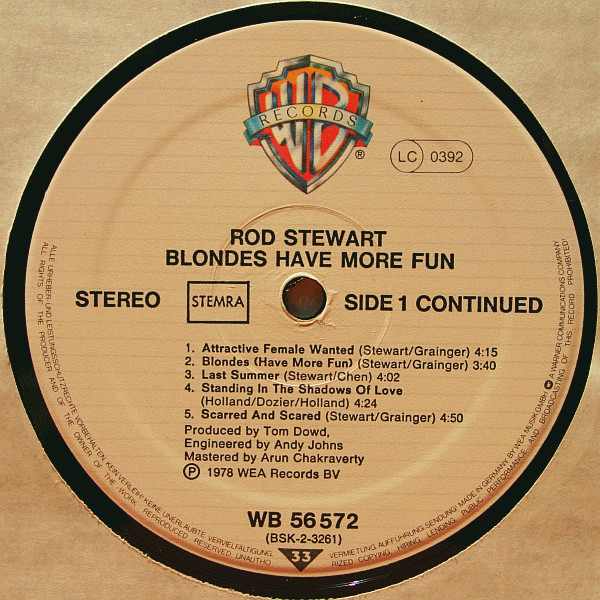 RECORDS
®
LC 0392
ROD STEWART
BLONDES HAVE MORE FUN
STEREO STEMRA SIDE 1 CONTINUED
1. Attractive Female Wanted (Stewart/Grainger) 4:15
2. Blondes (Have More Fun) (Stewart/Grainger) 3:40
3. Last Summer (Stewart/Chen) 4:02
4. Standing In The Shadows Of Love
(Holland/Dozier/Holland) 4:24
5. Scarred And Scared (Stewart/Grainger) 4:50
Produced by Tom Dowd,
Engineered by Andy Johns
Mastered by Arun Chakraverty
Ⓟ 1978 WEA Records BV
WB 56 572
(BSK-2-3261)
33
ALLE URHEBER UND LEISTUNGSSCHUTZRECHTE VORBEHALTEN. KEIN VERLEIH! KEINE UNERLAUBTE VERVIELFÄLTIGUNG, VERMIETUNG, AUFFÜHRUNG, SENDUNG! MADE IN GERMANY BY WEA MUSIK GMBH. A WARNER COMMUNICATIONS COMPANY
ALL RIGHTS OF THE PRODUCER AND OF THE OWNER OF THE WORK REPRODUCED RESERVED. UNAUTHORIZED COPYING, HIRING, LENDING, PUBLIC PERFORMANCE AND BROADCASTING OF THIS RECORD PROHIBITED!